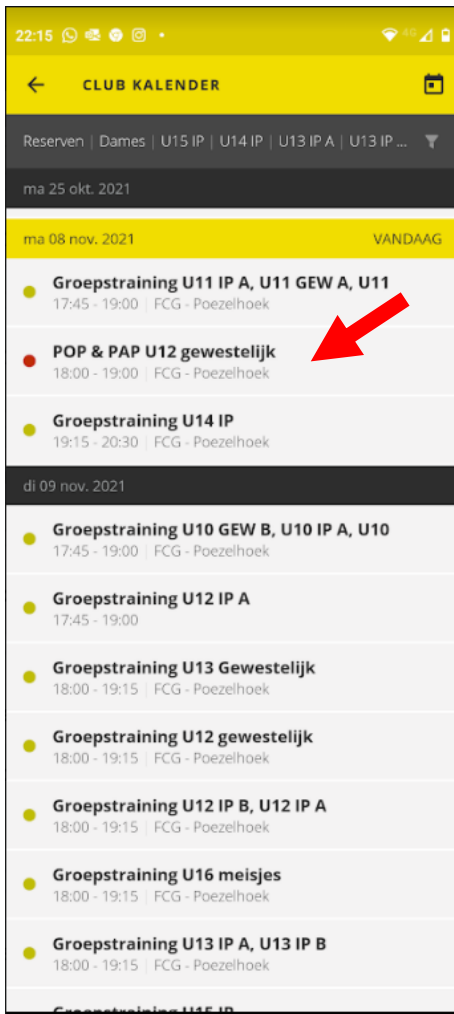 22:15
4G
CLUB KALENDER
Reserven | Dames | U15 IP | U14 IP | U13 IP A | U13 IP ...
ma 25 okt. 2021
ma 08 nov. 2021 VANDAAG
Groepstraining U11 IP A, U11 GEW A, U11
17:45 - 19:00 | FCG - Poezelhoek
POP & PAP U12 gewestelijk
18:00 - 19:00 | FCG - Poezelhoek
Groepstraining U14 IP
19:15 - 20:30 | FCG - Poezelhoek
di 09 nov. 2021
Groepstraining U10 GEW B, U10 IP A, U10
17:45 - 19:00 | FCG - Poezelhoek
Groepstraining U12 IP A
17:45 - 19:00
Groepstraining U13 Gewestelijk
18:00 - 19:15 | FCG - Poezelhoek
Groepstraining U12 gewestelijk
18:00 - 19:15 | FCG - Poezelhoek
Groepstraining U12 IP B, U12 IP A
18:00 - 19:15 | FCG - Poezelhoek
Groepstraining U16 meisjes
18:00 - 19:15 | FCG - Poezelhoek
Groepstraining U13 IP A, U13 IP B
18:00 - 19:15 | FCG - Poezelhoek
Groepstraining U15 IP